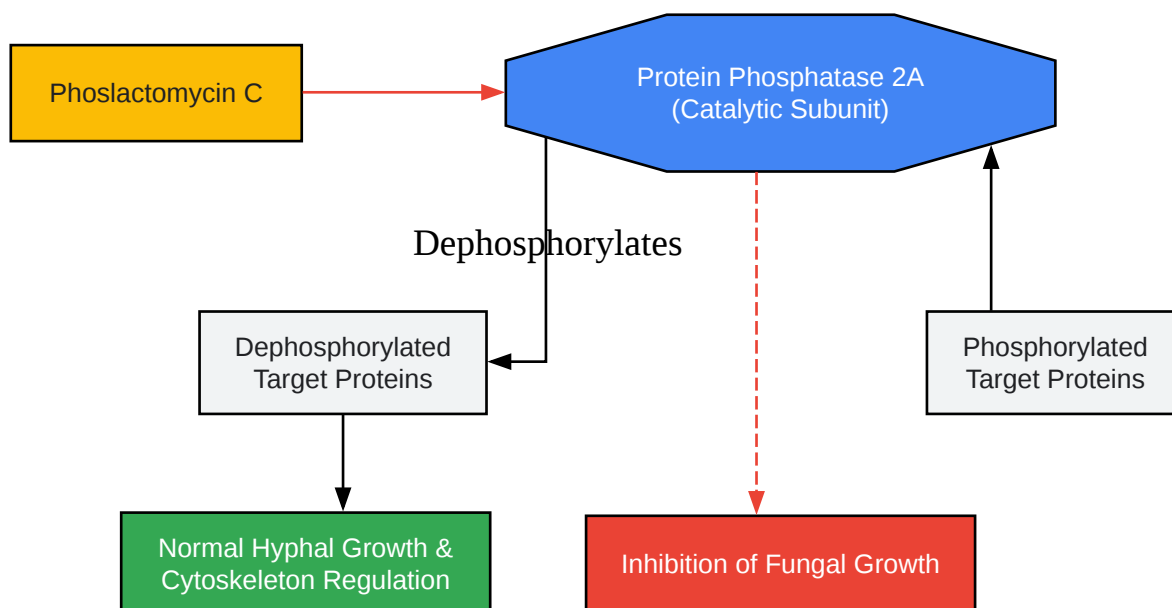 Phoslactomycin C
Protein Phosphatase 2A
(Catalytic Subunit)
Dephosphorylates
Dephosphorylated
Target Proteins
Phosphorylated
Target Proteins
Normal Hyphal Growth &
Cytoskeleton Regulation
Inhibition of Fungal Growth